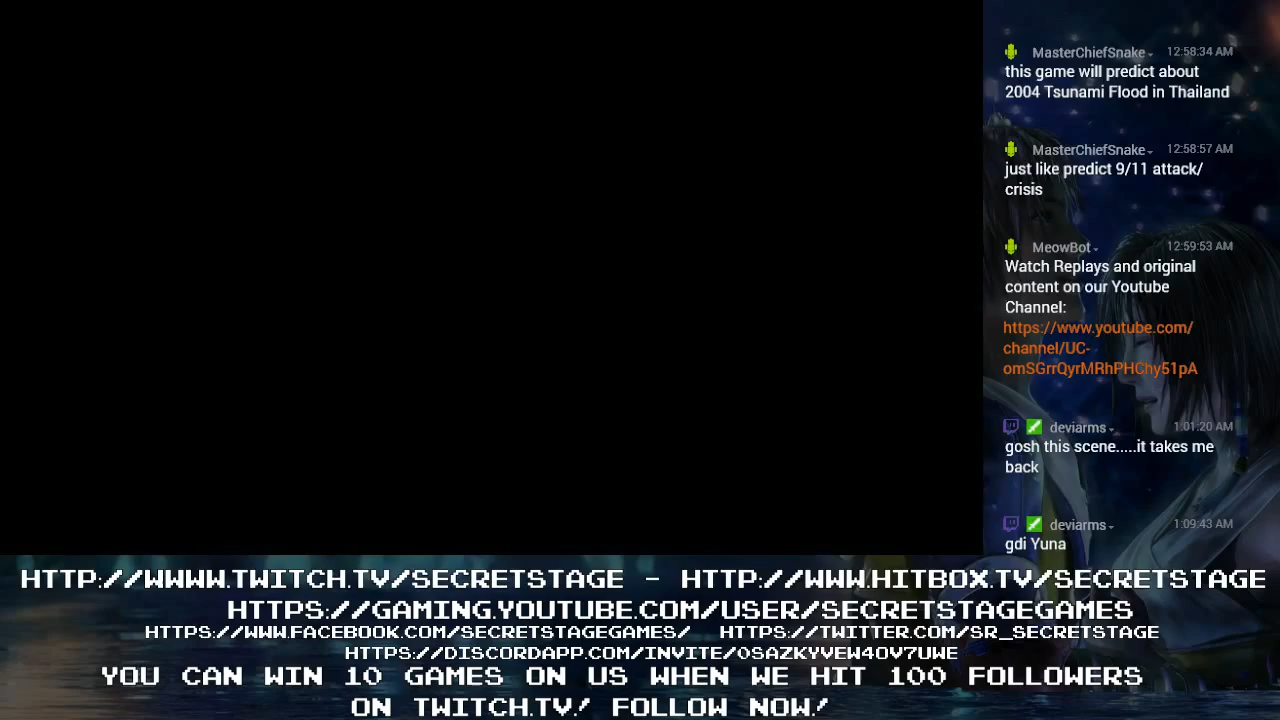 MasterChiefSnake 12:58:34 AM
this game will predict about
2004 Tsunami Flood in Thailand
MasterChiefSnake 12:58:57 AM
just like predict 9/11 attack/
crisis
MeowBot 12:59:53 AM
Watch Replays and original
content on our Youtube
Channel:
https://www.youtube.com/
channel/UC-
omSGrrQyrMRhPHChy51pA
deviarms 1:01:20 AM
gosh this scene.....it takes me
back
deviarms 1:09:43 AM
gdi Yuna
HTTP://WWWW.TWITCH.TV/SECRETSTAGE - HTTP://WWW.HITBOX.TV/SECRETSTAGE
HTTPS://GAMING.YOUTUBE.COM/USER/SECRETSTAGEGAMES
HTTPS://WWW.FACEBOOK.COM/SECRETSTAGEGAMES/ HTTPS://TWITTER.COM/SR_SECRETSTAGE
HTTPS://DISCORDAPP.COM/INVITE/0SAZKYVEW4OV7UWE
YOU CAN WIN 10 GAMES ON US WHEN WE HIT 100 FOLLOWERS
ON TWITCH.TV! FOLLOW NOW!